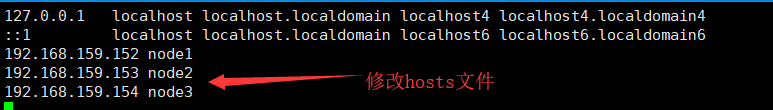 127.0.0.1   localhost localhost.localdomain localhost4 localhost4.localdomain4
::1         localhost localhost.localdomain localhost6 localhost6.localdomain6
192.168.159.152 node1
192.168.159.153 node2
修改hosts文件
192.168.159.154 node3